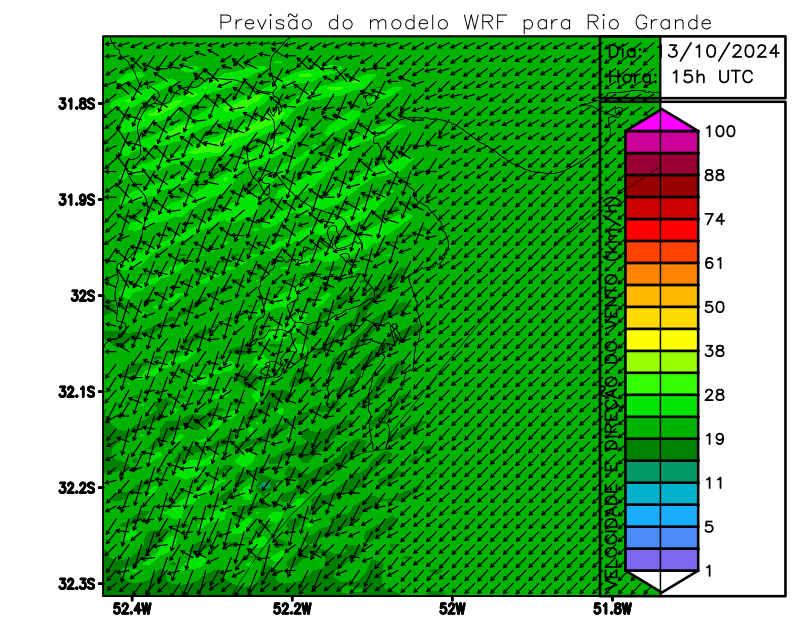 Previsão do modelo WRF para Rio Grande
Dia: 13/10/2024
Hora: 15h UTC
31.8S
31.9S
32S
32.1S
32.2S
32.3S
52.4W
52.2W
52W
51.8W
VELOCIDADE E DIREÇÃO DO VENTO (km/h)
100
88
74
61
50
38
28
19
11
5
1